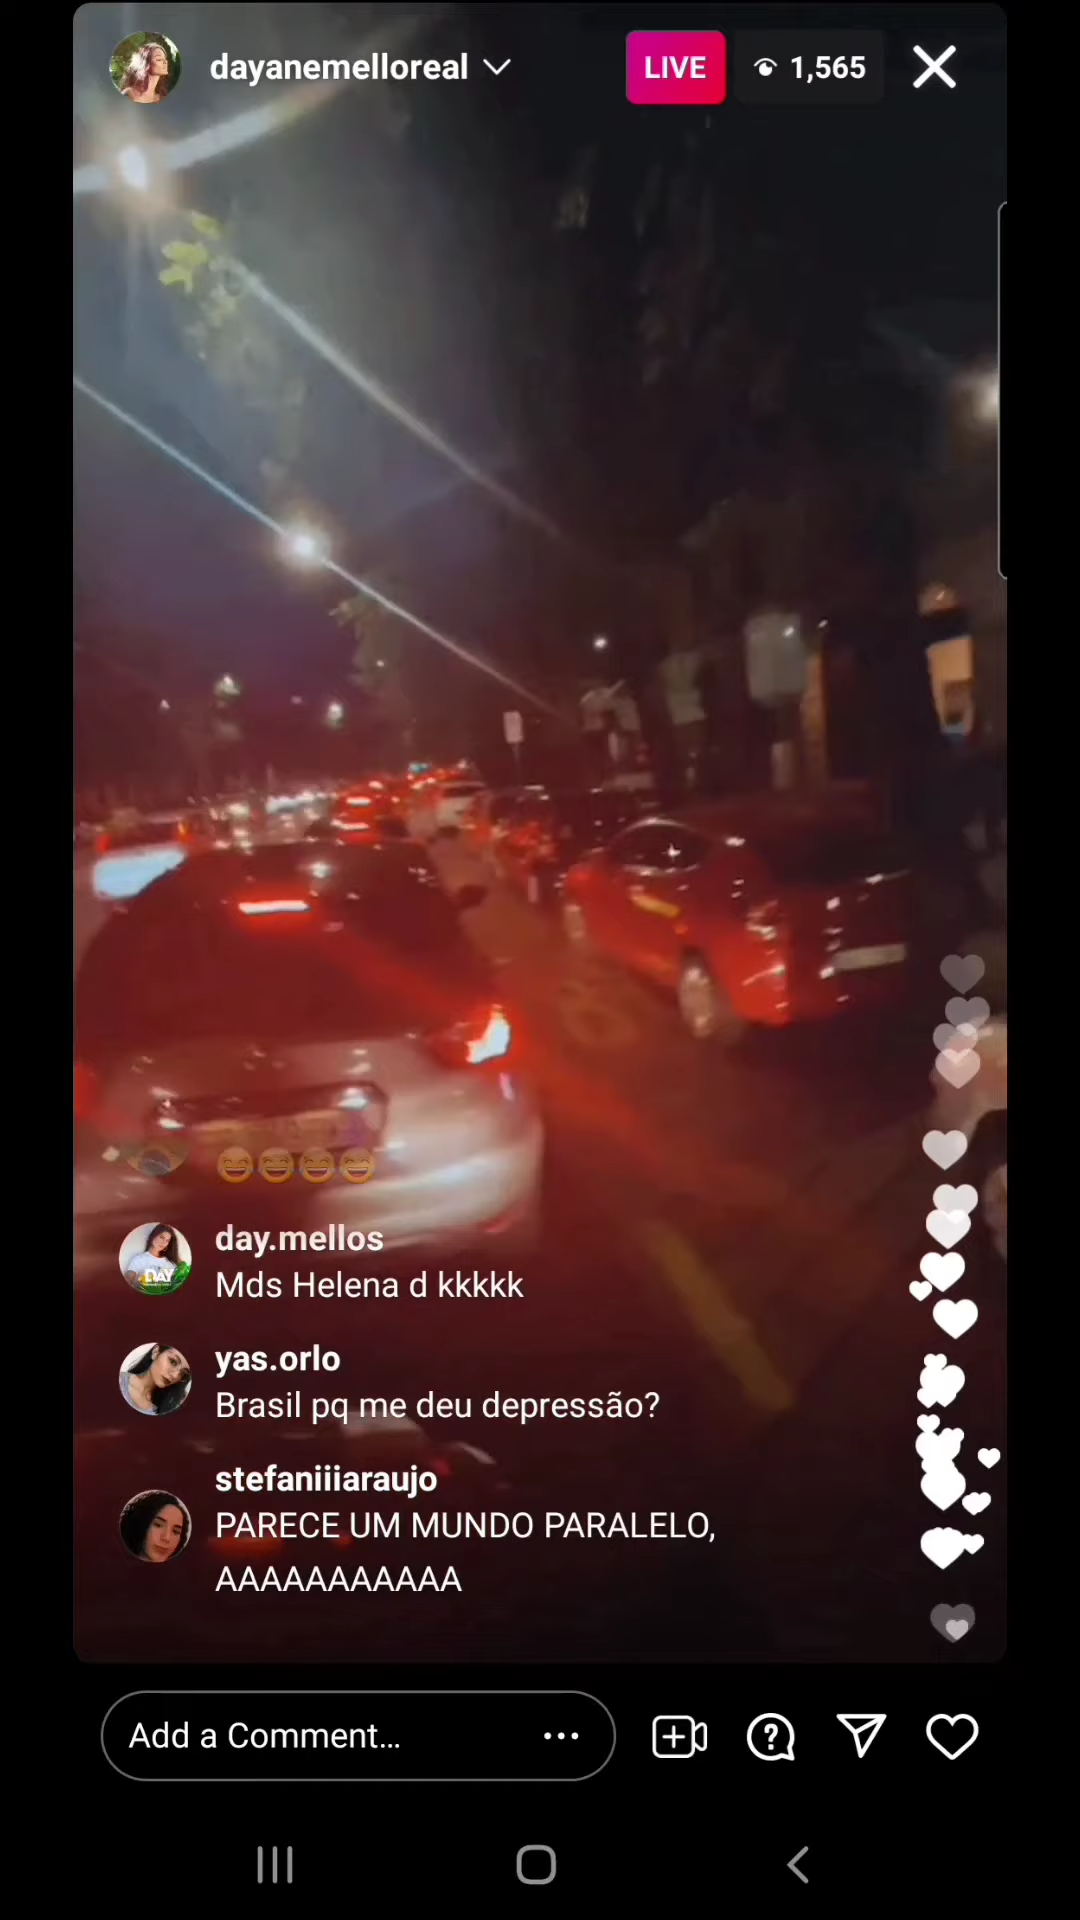 dayanemelloreal
LIVE
1,565
day.mellos
Mds Helena d kkkkk
yas.orlo
Brasil pq me deu depressão?
stefaniiiaraujo
PARECE UM MUNDO PARALELO,
AAAAAAAAAAA
Add a Comment...